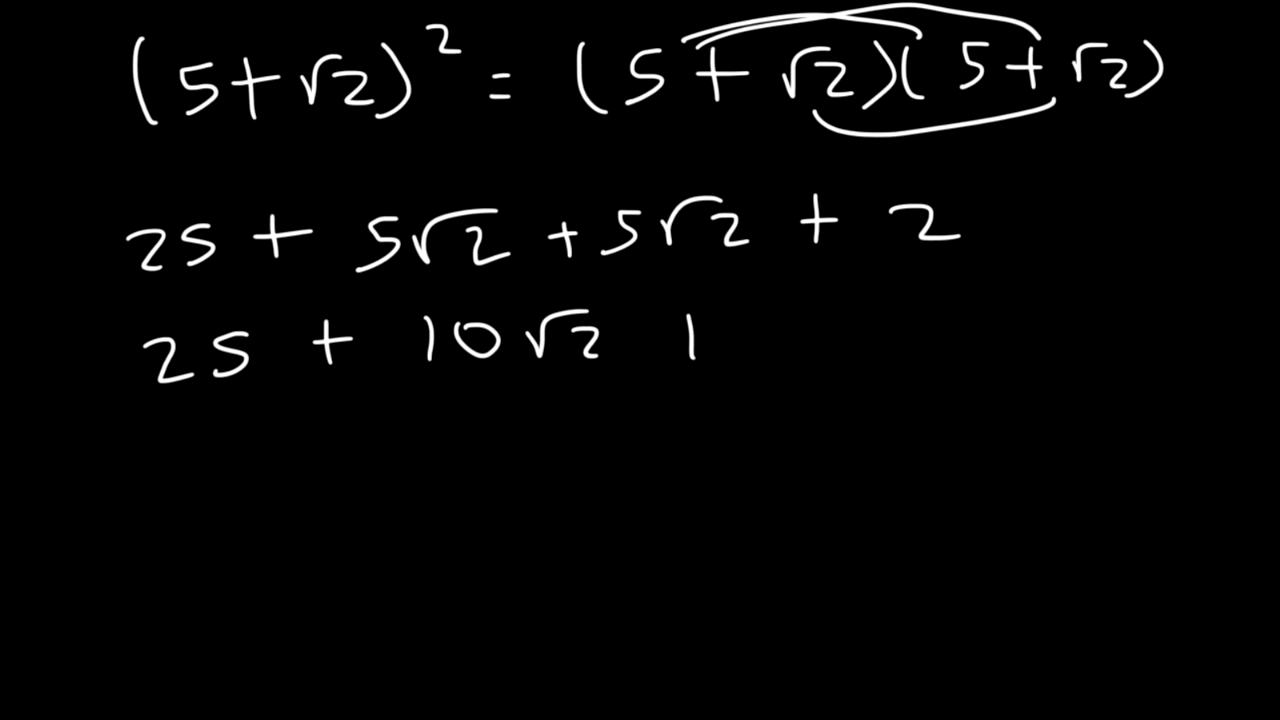 (5+√2)² = (5+√2)(5+√2)
25 + 5√2 + 5√2 + 2
25 + 10√2 |